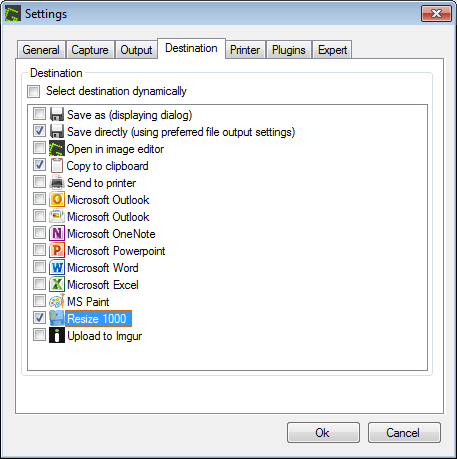 Settings
General Capture Output Destination Printer Plugins Expert
Destination
Select destination dynamically
Save as (displaying dialog)
Save directly (using preferred file output settings)
Open in image editor
Copy to clipboard
Send to printer
Microsoft Outlook
Microsoft Outlook
Microsoft OneNote
Microsoft Powerpoint
Microsoft Word
Microsoft Excel
MS Paint
Resize 1000
Upload to Imgur
Ok Cancel